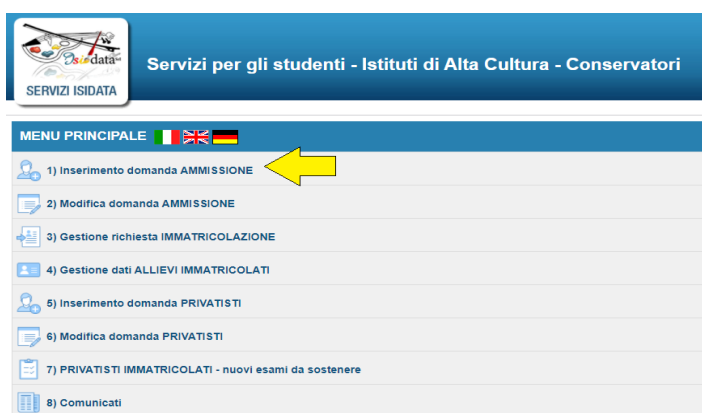 Isidata
SERVIZI ISIDATA
Servizi per gli studenti - Istituti di Alta Cultura - Conservatori
MENU PRINCIPALE
1) Inserimento domanda AMMISSIONE
2) Modifica domanda AMMISSIONE
3) Gestione richiesta IMMATRICOLAZIONE
4) Gestione dati ALLIEVI IMMATRICOLATI
5) Inserimento domanda PRIVATISTI
6) Modifica domanda PRIVATISTI
7) PRIVATISTI IMMATRICOLATI - nuovi esami da sostenere
8) Comunicati